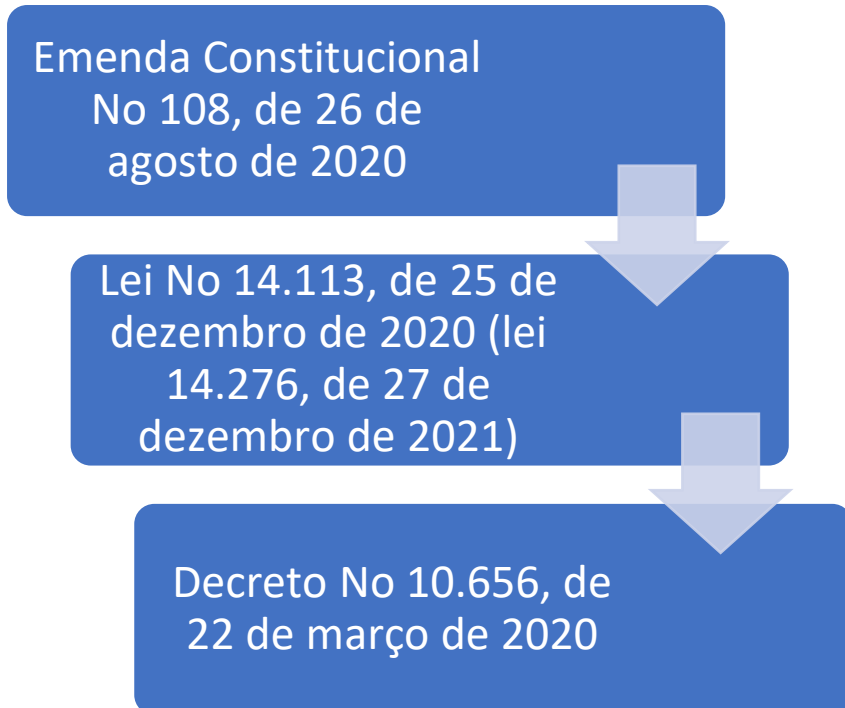 Emenda Constitucional
No 108, de 26 de
agosto de 2020
Lei No 14.113, de 25 de
dezembro de 2020 (lei
14.276, de 27 de
dezembro de 2021)
Decreto No 10.656, de
22 de março de 2020